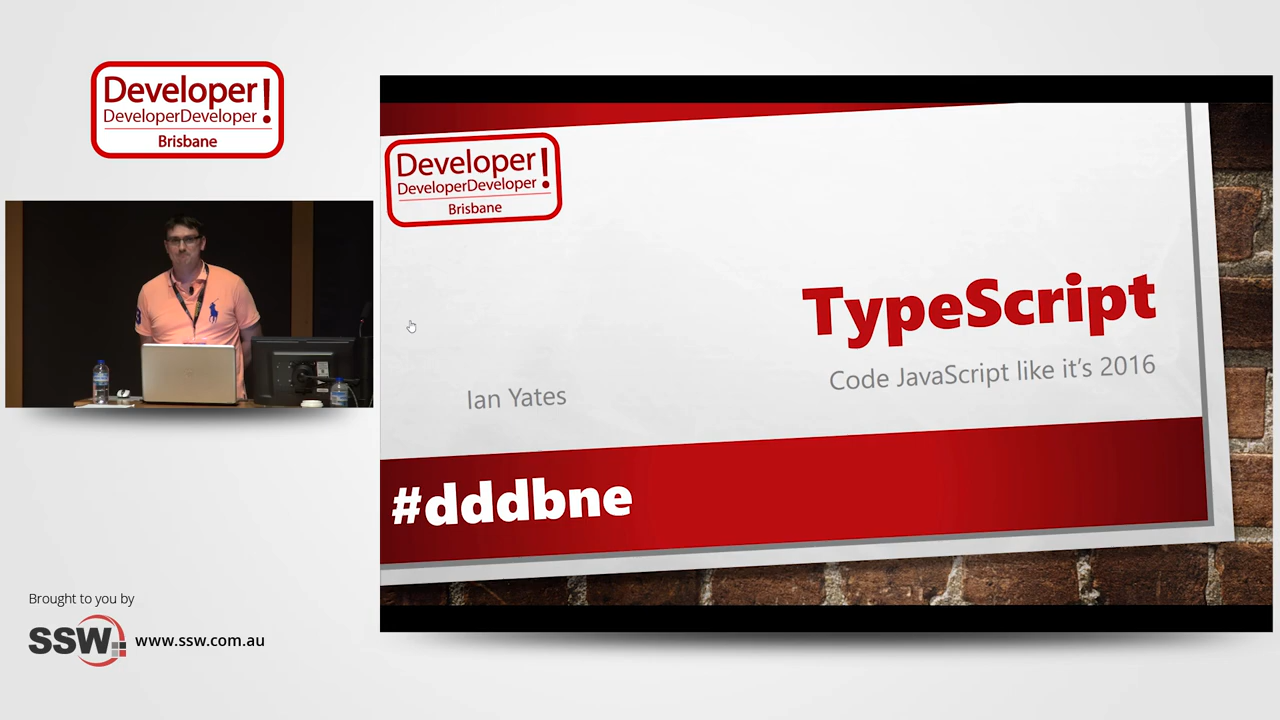 Developer!
DeveloperDeveloper
Brisbane
Developer!
DeveloperDeveloper
Brisbane
TypeScript
Code JavaScript like it's 2016
Ian Yates
#dddbne
Brought to you by
SSW
www.ssw.com.au